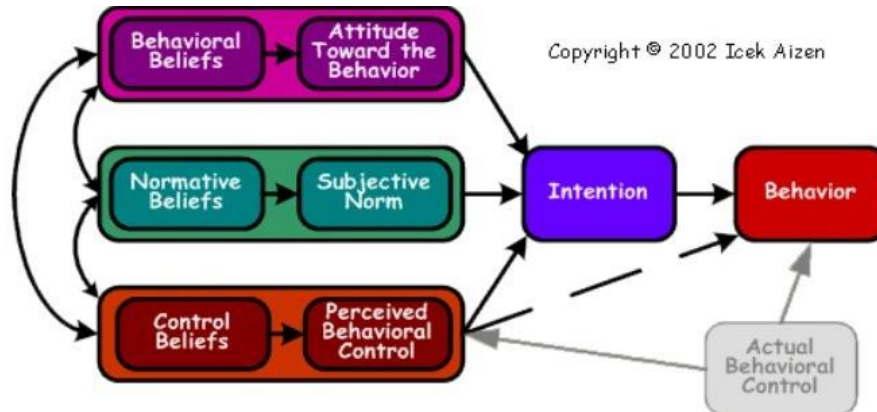 Behavioral
Beliefs
Attitude
Toward the
Behavior
Copyright © 2002 Icek Aizen
Normative
Beliefs
Subjective
Norm
Intention
Behavior
Control
Beliefs
Perceived
Behavioral
Control
Actual
Behavioral
Control